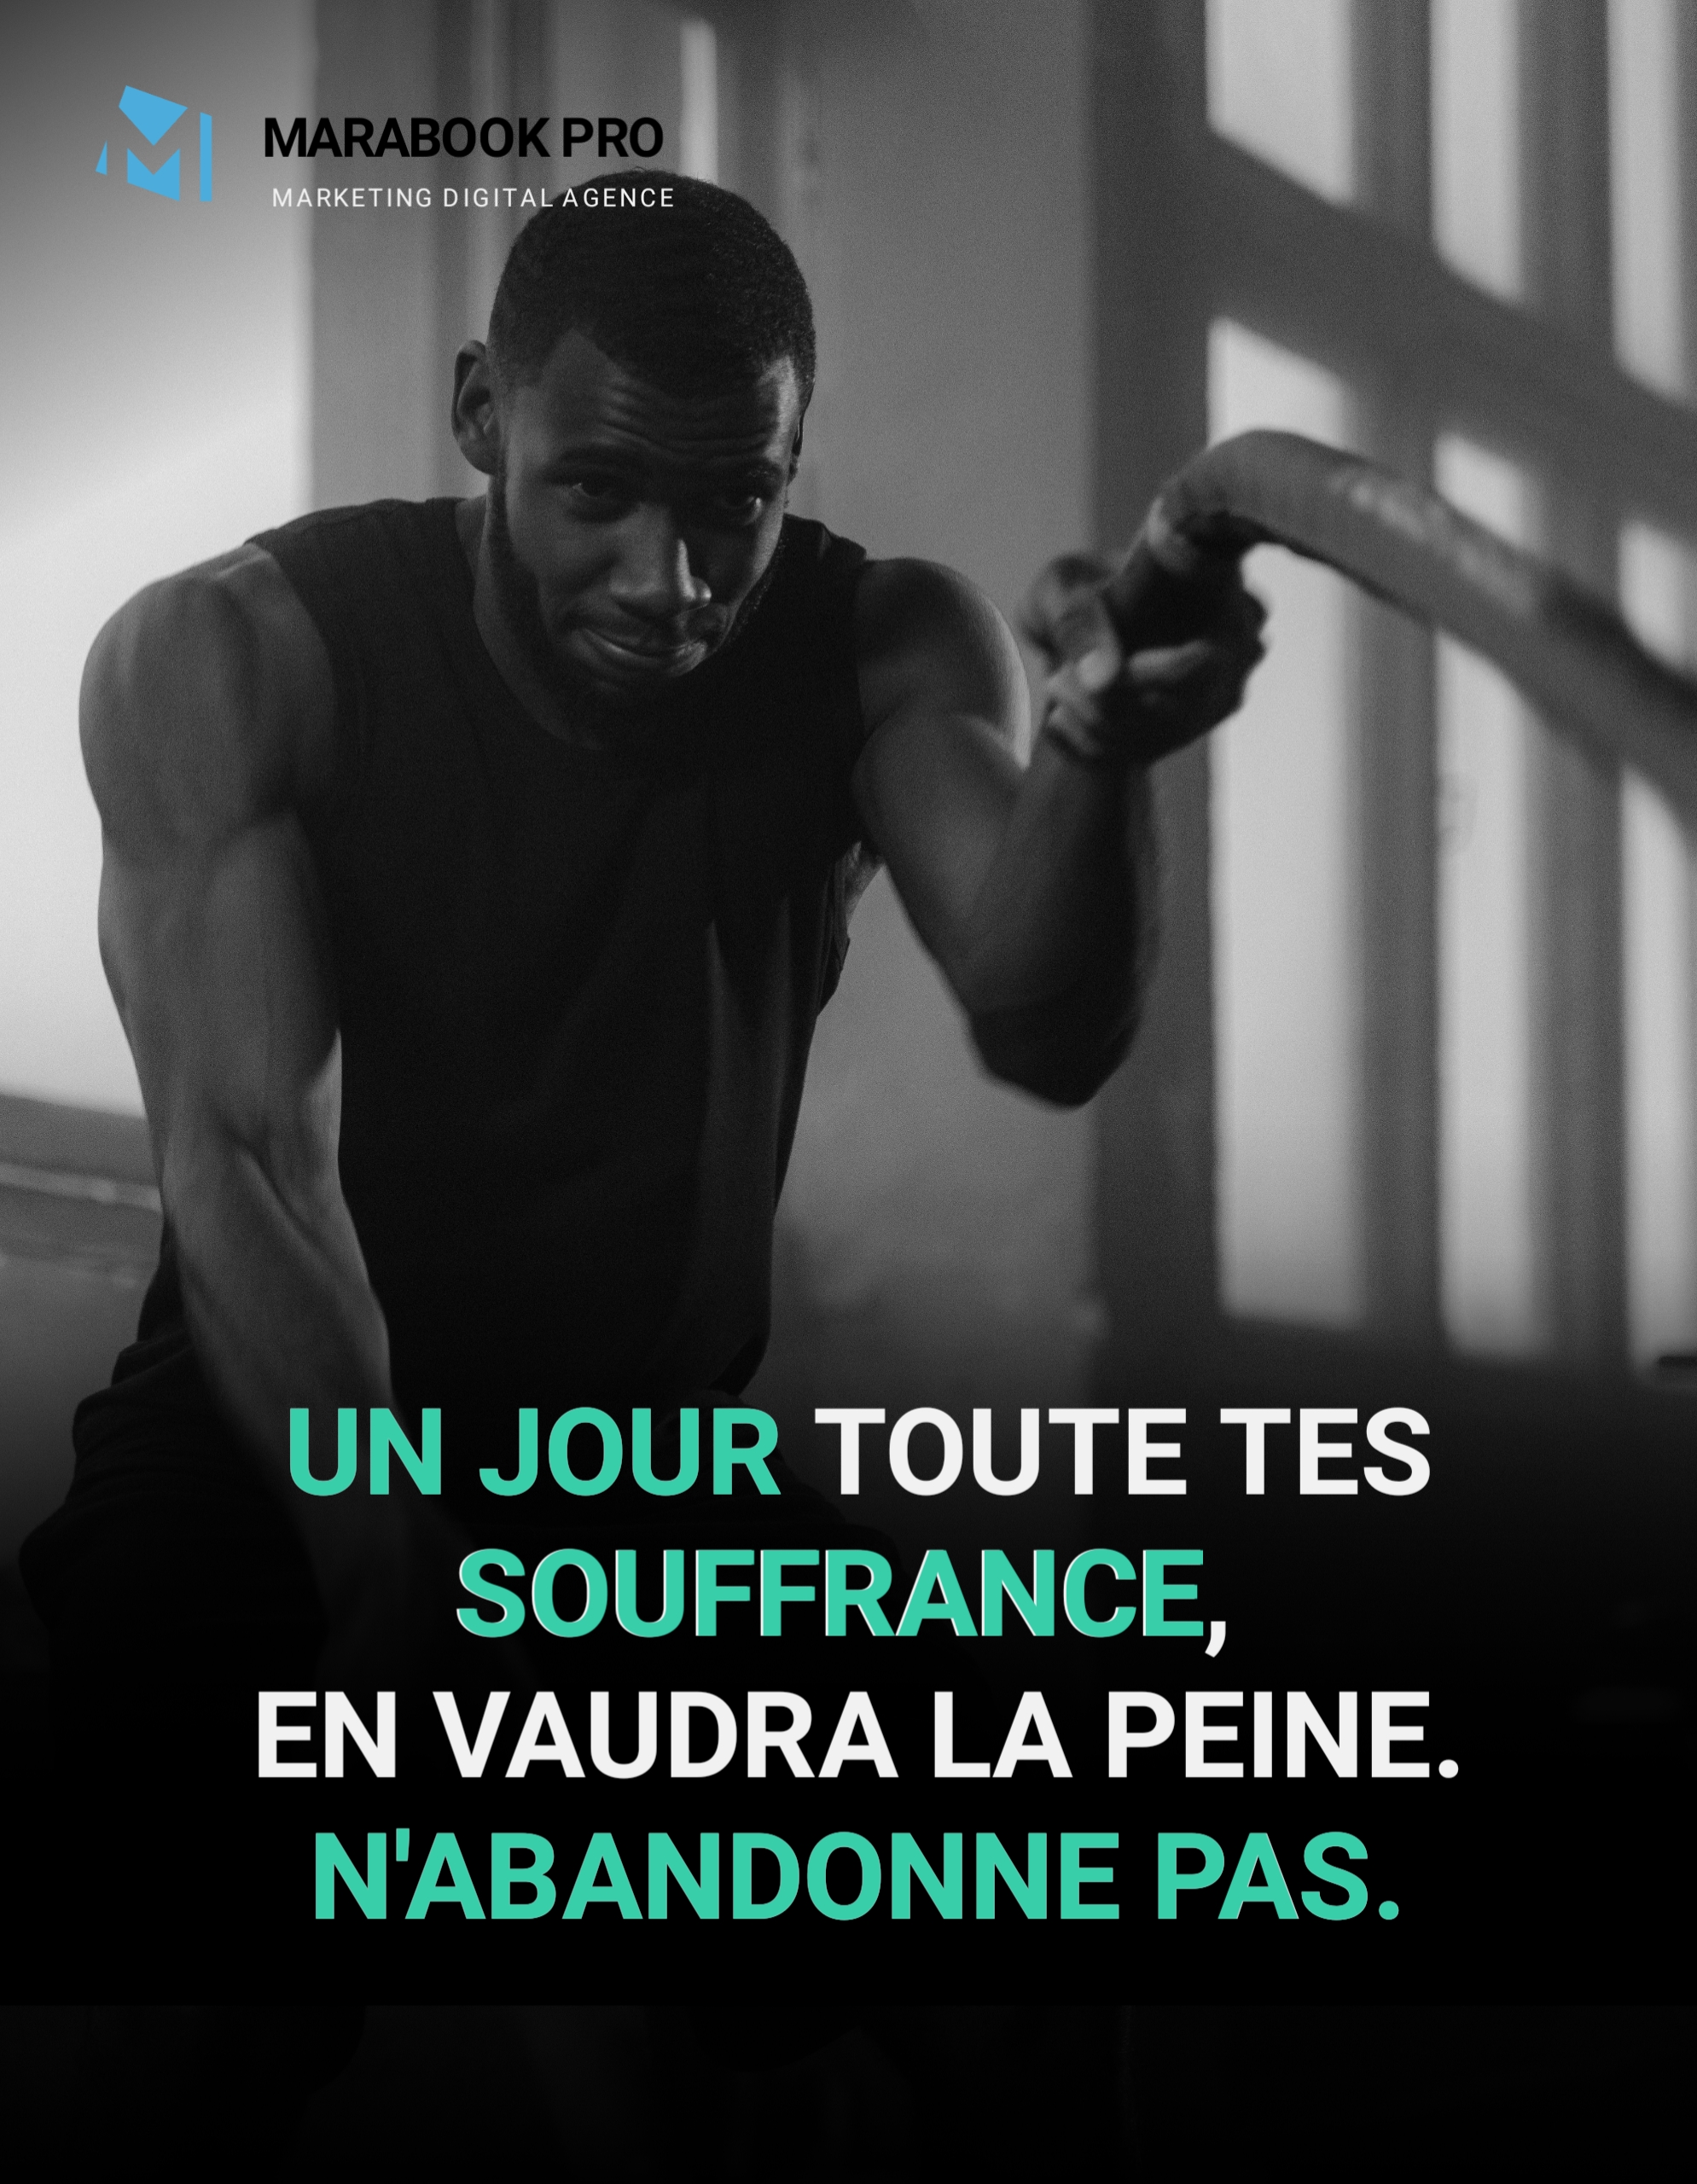 MARABOOK PRO
MARKETING DIGITAL AGENCE
UN JOUR TOUTE TES
SOUFFRANCE,
EN VAUDRA LA PEINE.
N'ABANDONNE PAS.